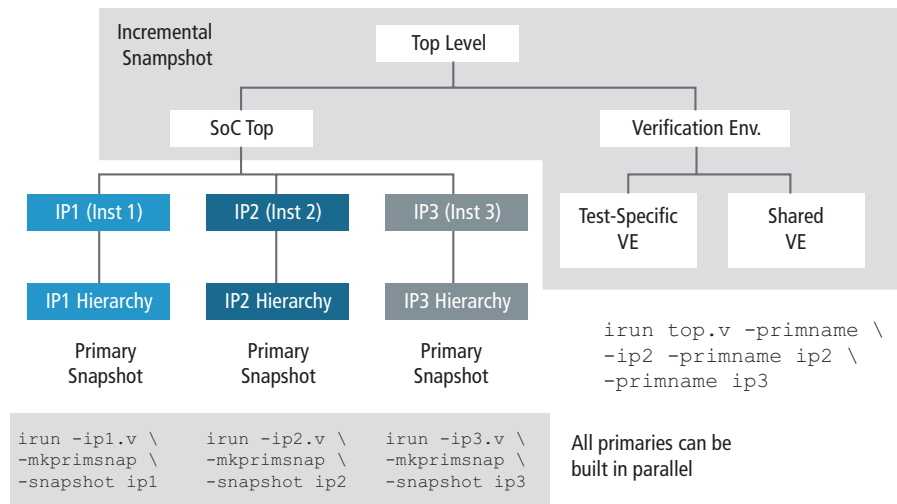 Incremental
Snampshot
Top Level
SoC Top
Verification Env.
IP1 (Inst 1)
IP2 (Inst 2)
IP3 (Inst 3)
Test-Specific
VE
Shared
VE
IP1 Hierarchy
IP2 Hierarchy
IP3 Hierarchy
Primary
Snapshot
Primary
Snapshot
Primary
Snapshot
irun top.v -primname \
-ip2 -primname ip2 \
-primname ip3
irun -ip1.v \
-mkprimsnap \
-snapshot ip1
irun -ip2.v \
-mkprimsnap \
-snapshot ip2
irun -ip3.v \
-mkprimsnap \
-snapshot ip3
All primaries can be
built in parallel